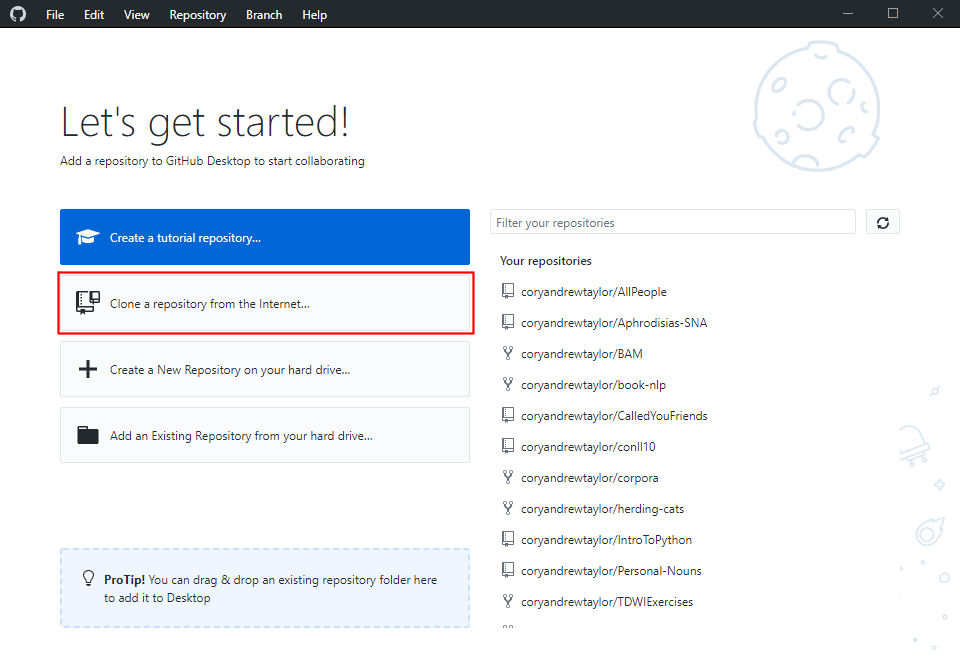 File Edit View Repository Branch Help
Let's get started!
Add a repository to GitHub Desktop to start collaborating
Create a tutorial repository...
Clone a repository from the Internet...
Create a New Repository on your hard drive...
Add an Existing Repository from your hard drive...
ProTip! You can drag & drop an existing repository folder here
to add it to Desktop
Filter your repositories
Your repositories
coryandrewtaylor/AllPeople
coryandrewtaylor/Aphrodisias-SNA
coryandrewtaylor/BAM
coryandrewtaylor/book-nlp
coryandrewtaylor/CalledYouFriends
coryandrewtaylor/conll10
coryandrewtaylor/corpora
coryandrewtaylor/herding-cats
coryandrewtaylor/IntroToPython
coryandrewtaylor/Personal-Nouns
coryandrewtaylor/TDWIExercises